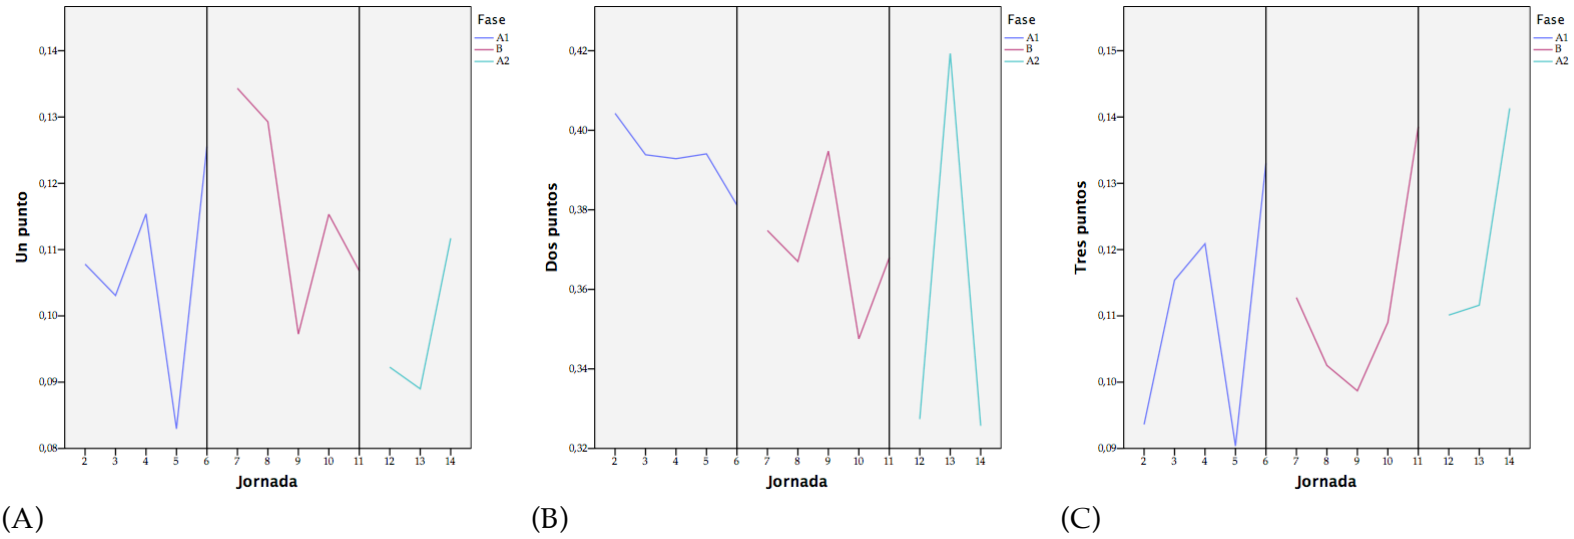 Fase
A1
B
A2
0,14
0,13
0,12
0,11
0,10
0,09
0,08
Un punto
2 3 4 5 6 7 8 9 10 11 12 13 14
Jornada
(A)
Fase
A1
B
A2
0,42
0,40
0,38
0,36
0,34
0,32
Dos puntos
2 3 4 5 6 7 8 9 10 11 12 13 14
Jornada
(B)
Fase
A1
B
A2
0,15
0,14
0,13
0,12
0,11
0,10
0,09
Tres puntos
2 3 4 5 6 7 8 9 10 11 12 13 14
Jornada
(C)